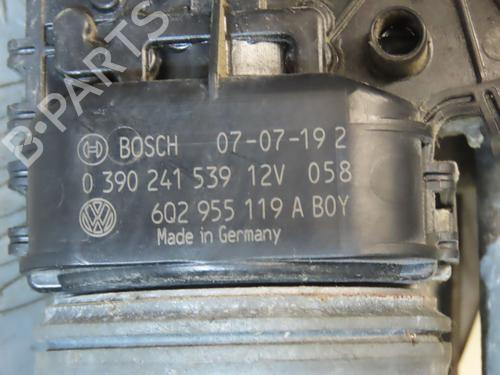 B-PARTS
BOSCH 07-07-19 2
0 390 241 539 12V 058
6Q2 955 119 A BOY
Made in Germany